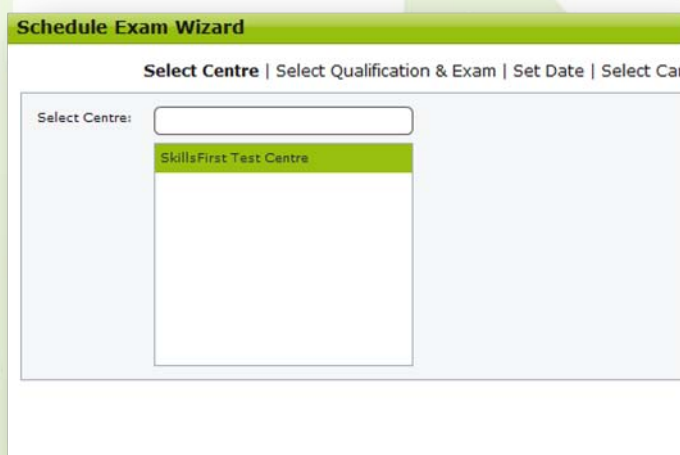 Schedule Exam Wizard
Select Centre | Select Qualification & Exam | Set Date | Select
Select Centre:
SkillsFirst Test Centre